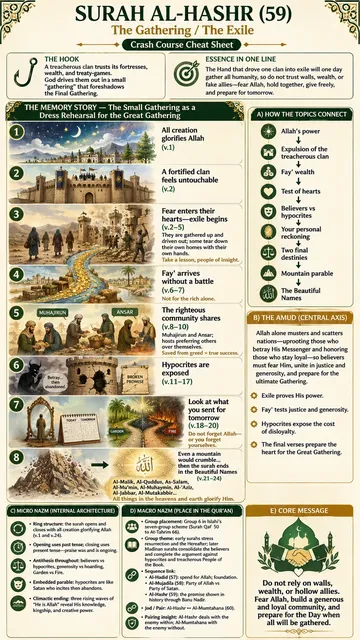 SURAH AL-HASHR (59)
The Gathering / The Exile
Crash Course Cheat Sheet
THE HOOK
A treacherous clan trusts its fortresses,
wealth, and treaty-games.
God drives them out in a small
"gathering" that foreshadows
the Final Gathering.
ESSENCE IN ONE LINE
The Hand that drove one clan into exile will one day
gather all humanity, so do not trust walls, wealth, or
fake allies—fear Allah, hold together, give freely,
and prepare for tomorrow.
THE MEMORY STORY — The Small Gathering as a
Dress Rehearsal for the Great Gathering
1
All creation
glorifies Allah
(v.1)
2
A fortified clan
feels untouchable
(v.2)
3
Fear enters their
hearts—exile begins
(v.2–5)
They are gathered up and
driven out; some tear down
their own homes with their
own hands.
Take a lesson, people of insight.
4
Fay' arrives
without a battle
(v.6–7)
Not for the rich alone.
5
MUHAJIRUN
ANSAR
The righteous
community shares
(v.8–10)
Muhajirun and Ansar;
hosts preferring others
over themselves.
Saved from greed = true success.
6
Betray,
then
abandoned
BROKEN
PROMISE
Hypocrites
are exposed
(v.11–17)
7
TODAY
TOMORROW
GARDEN
FIRE
Look at what
you sent for
tomorrow
(v.18–20)
Do not forget Allah—
or you forget
yourselves.
8
الله
Even a mountain
would crumble...
then the surah ends
in the Beautiful
Names
(v.21–24)
Al-Malik, Al-Quddus, As-Salam,
Al-Mu'min, Al-Muhaymin, Al-'Aziz,
Al-Jabbar, Al-Mutakabbir...
All things in the heavens and earth glorify Him.
A) HOW THE TOPICS CONNECT
Allah's power
Expulsion of the
treacherous clan
Fay' wealth
Test of hearts
Believers vs
hypocrites
Your personal
reckoning
Two final
destinies
Mountain parable
The Beautiful
Names
B) THE AMUD (CENTRAL AXIS)
Allah alone musters and scatters
nations—uprooting those who
betray His Messenger and honoring
those who stay loyal—so believers
must fear Him, unite in justice and
generosity, and prepare for the
ultimate Gathering.
Exile proves His power.
Fay' tests justice and generosity.
Hypocrites expose the cost
of disloyalty.
The final verses prepare the
heart for the Great Gathering.
C) MICRO NAZM (INTERNAL ARCHITECTURE)
Ring structure: the surah opens and
closes with all creation glorifying Allah
(v.1 and v.24).
Opening uses past tense; closing uses
present tense—praise was and is ongoing.
Antithesis throughout: believers vs
hypocrites, generosity vs hoarding,
Garden vs Fire.
Embedded parable: hypocrites are like
Satan who incites then abandons.
Climactic ending: three rising waves of
"He is Allah" reveal His knowledge,
kingship, and creative power.
D) MACRO NAZM (PLACE IN THE QUR'AN)
Group placement: Group 6 in Islahi's
seven-group scheme (Surah Qaf 50
to At-Tahrim 66).
Group theme: early surahs stress
resurrection and the Hereafter; later
Madinan surahs consolidate the believers
and complete the argument against
hypocrites and treacherous People of
the Book.
Sequence link:
- Al-Hadid (57): spend for Allah; foundation.
- Al-Mujadila (58): Party of Allah vs.
Party of Satan.
- Al-Hashr (59): the promise shown in
history through Banu Nadir.
Jud / Pair: Al-Hashr ↔ Al-Mumtahana (60).
Pairing insight: Al-Hashr deals with the
enemy within; Al-Mumtahana with
the enemy without.
E) CORE MESSAGE
Do not rely on walls,
wealth, or hollow allies.
Fear Allah, build a generous
and loyal community, and
prepare for the Day when
all will be gathered.